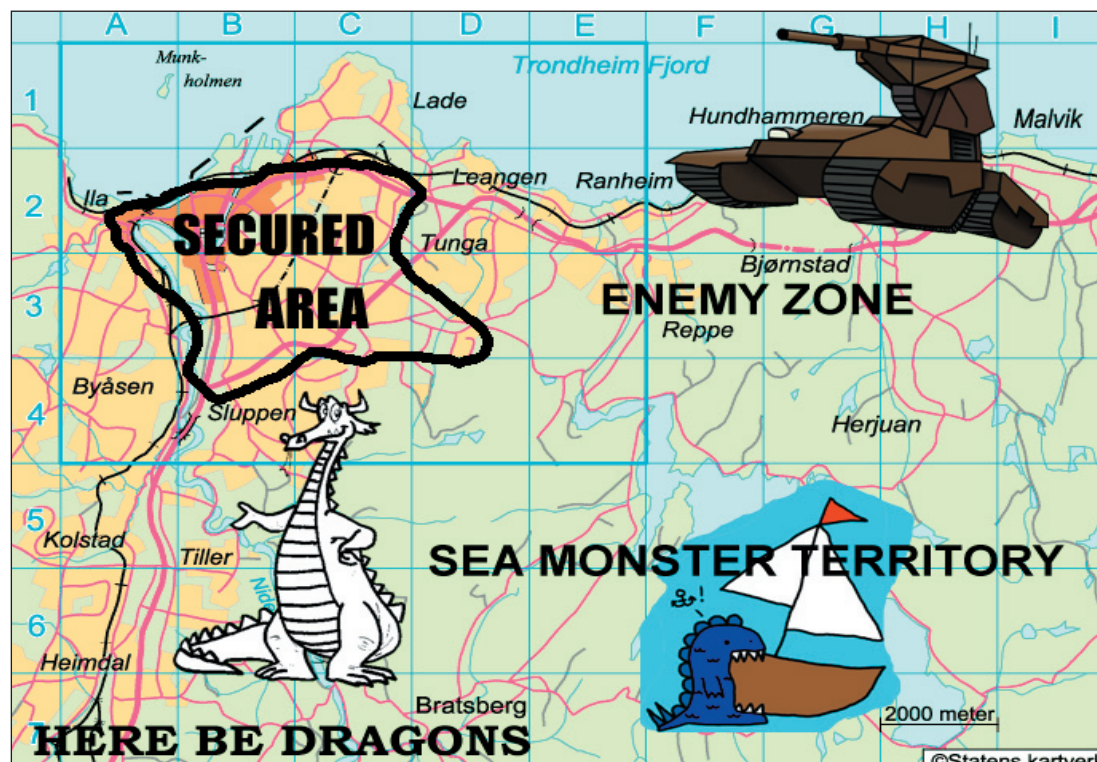 A B C D E F G H I
Munk-
holmen
Trondheim Fjord
1
Lade
Hundhammeren
Malvik
Leangen
Ranheim
2
Ila
SECURED
Tunga
Bjørnstad
3
AREA
ENEMY ZONE
Reppe
Byåsen
4
Sluppen
Herjuan
5
Kolstad
Tiller
SEA MONSTER TERRITORY
Nide
!
6
Heimdal
Bratsberg
2000 meter
7
HERE BE DRAGONS
©Statens kartverk